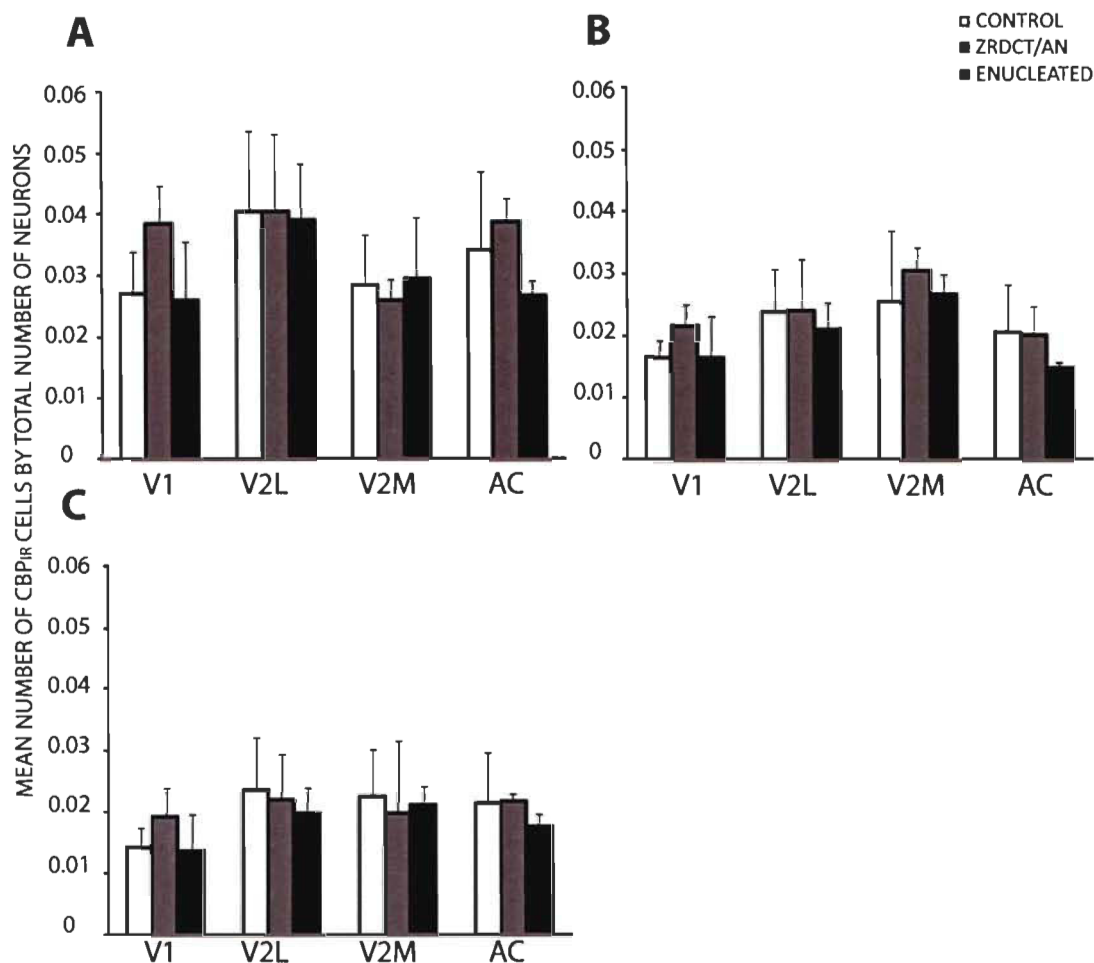 A
B
CONTROL
ZRDCT/AN
ENUCLEATED
MEAN NUMBER OF CBPIR CELLS BY TOTAL NUMBER OF NEURONS
0.06
0.05
0.04
0.03
0.02
0.01
0
V1 V2L V2M AC
0.06
0.05
0.04
0.03
0.02
0.01
0
V1 V2L V2M AC
C
0.06
0.05
0.04
0.03
0.02
0.01
0
V1 V2L V2M AC